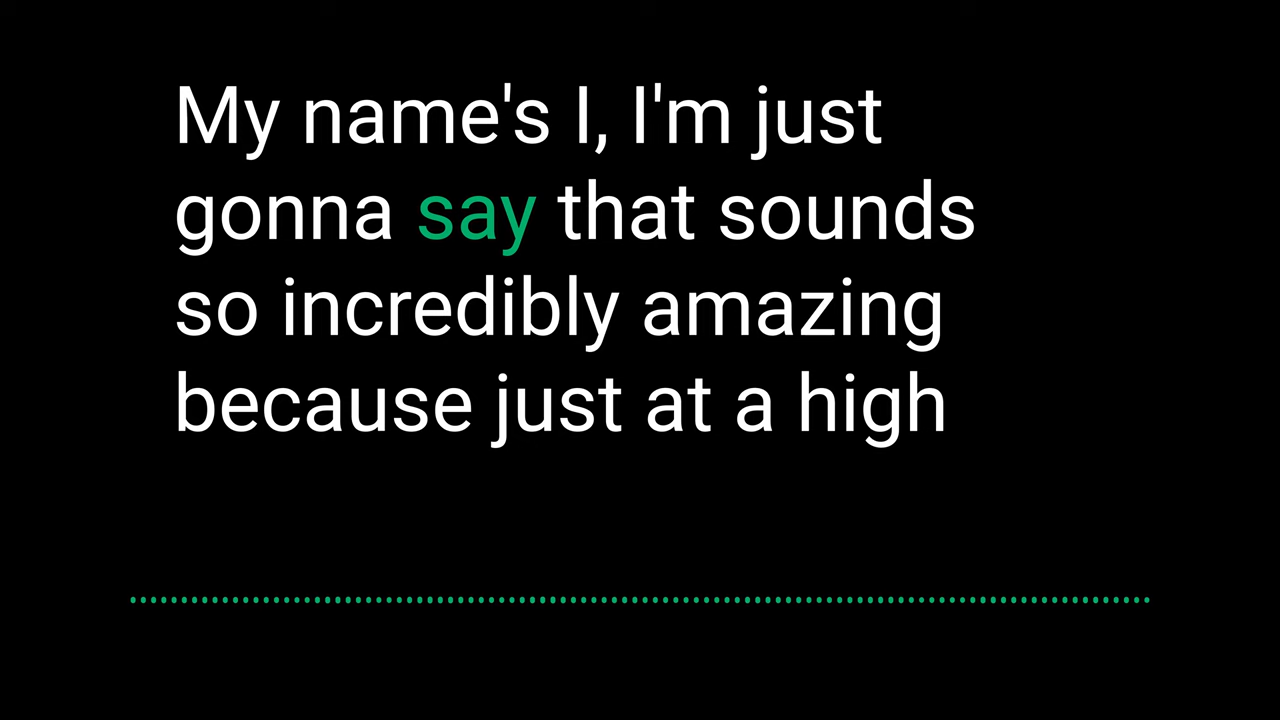 My name's I, I'm just
gonna say that sounds
so incredibly amazing
because just at a high